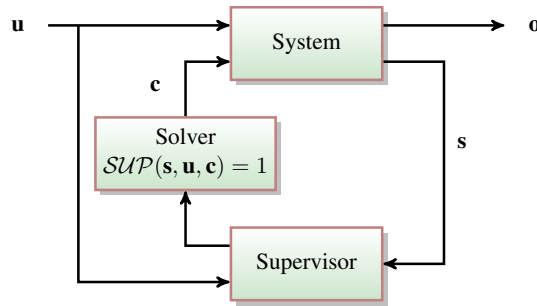 u
System
o
c
Solver
𝒮𝒰𝒫(s, u, c) = 1
s
Supervisor